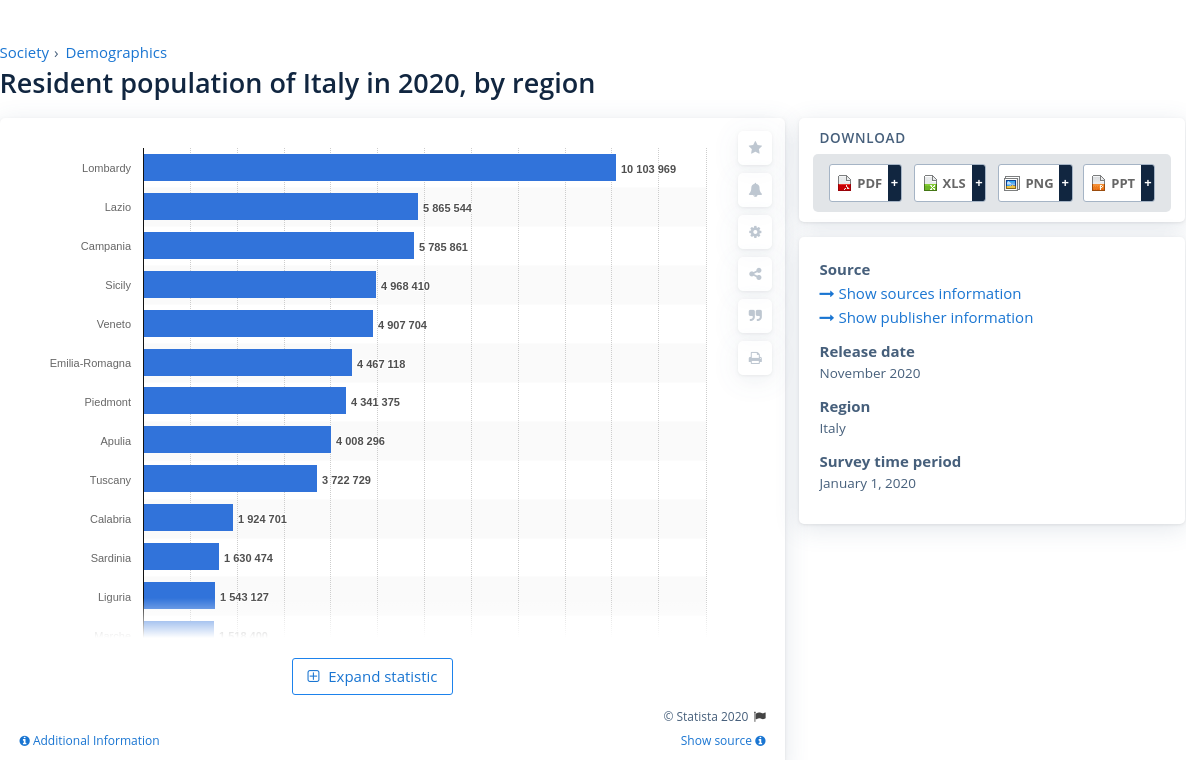 Society › Demographics
Resident population of Italy in 2020, by region
Lombardy 10 103 969
Lazio 5 865 544
Campania 5 785 861
Sicily 4 968 410
Veneto 4 907 704
Emilia-Romagna 4 467 118
Piedmont 4 341 375
Apulia 4 008 296
Tuscany 3 722 729
Calabria 1 924 701
Sardinia 1 630 474
Liguria 1 543 127
Expand statistic
© Statista 2020
Additional Information
Show source
DOWNLOAD
PDF + XLS + PNG + PPT +
Source
Show sources information
Show publisher information
Release date
November 2020
Region
Italy
Survey time period
January 1, 2020